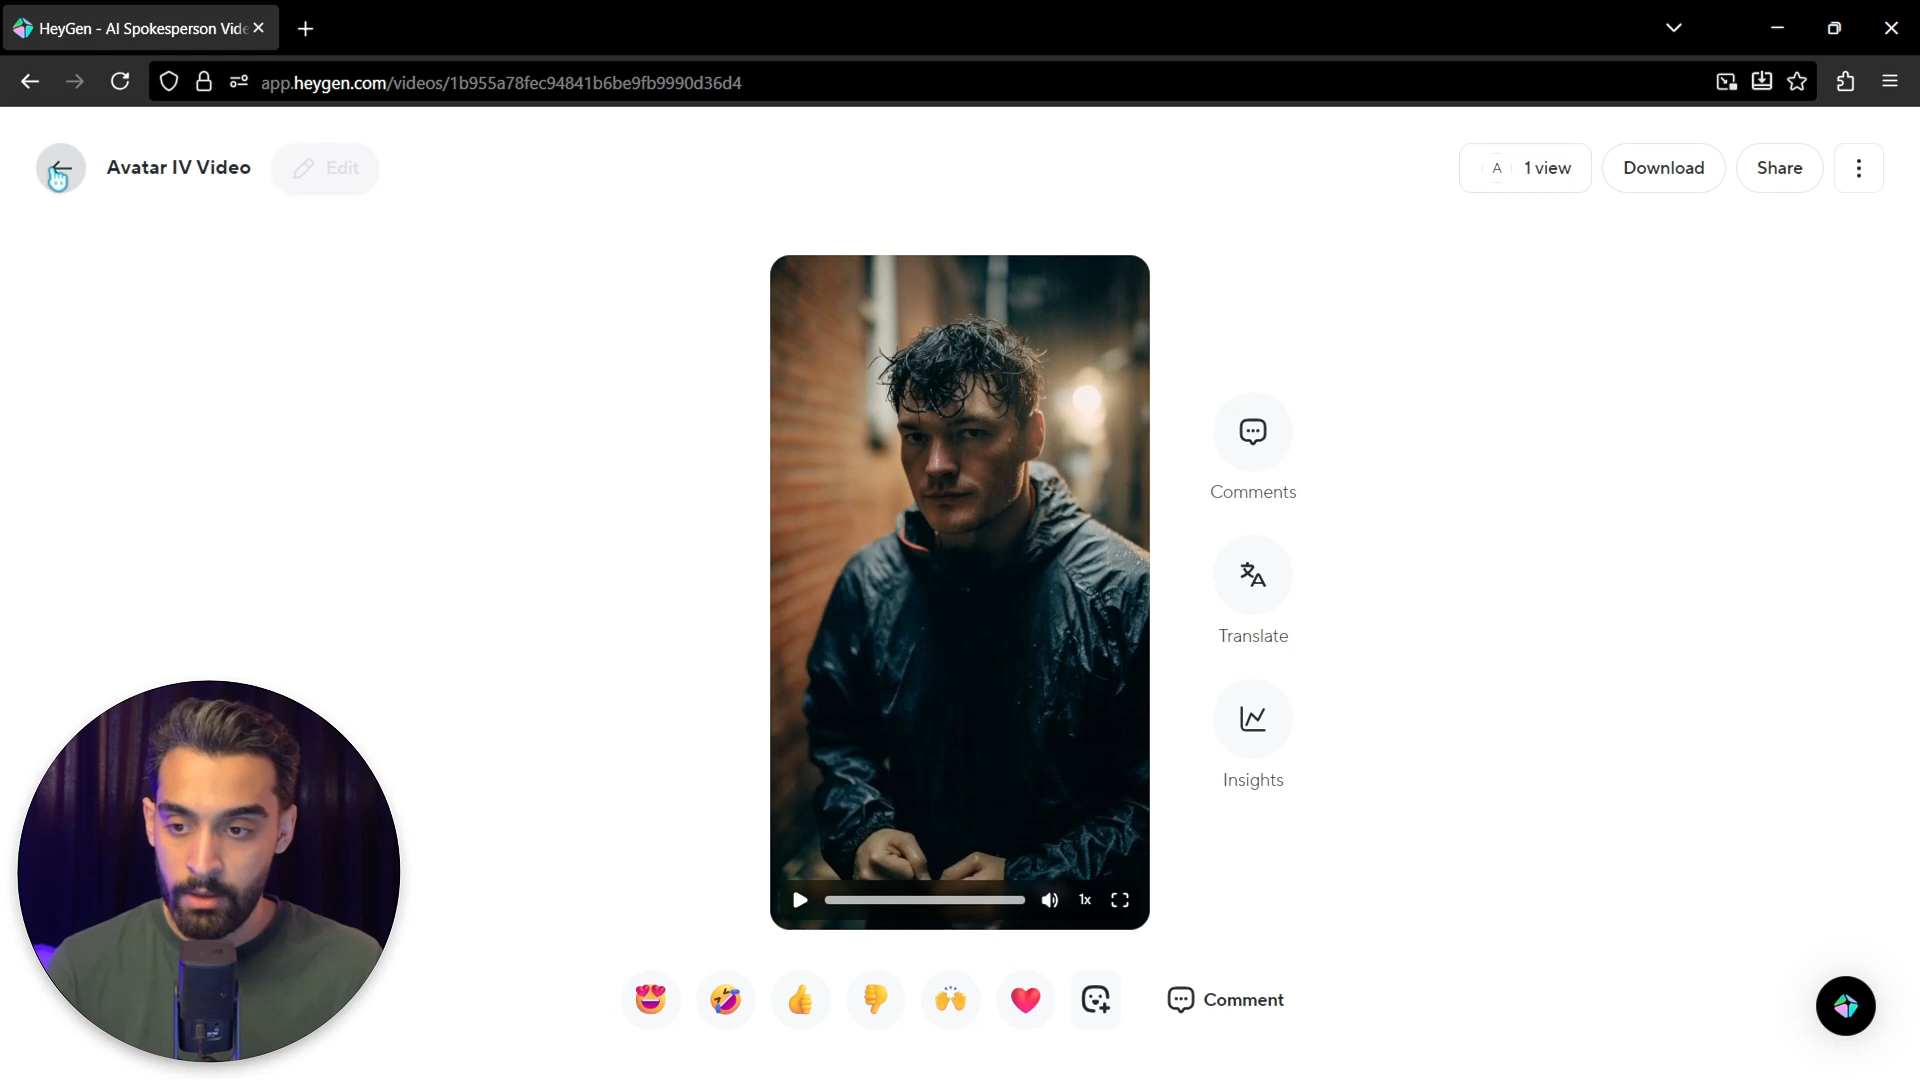 HeyGen - AI Spokesperson Vide
app.heygen.com/videos/1b955a78fec94841b6be9fb9990d36d4
Avatar IV Video
Edit
A
1 view
Download
Share
Comments
Translate
Insights
1x
Comment